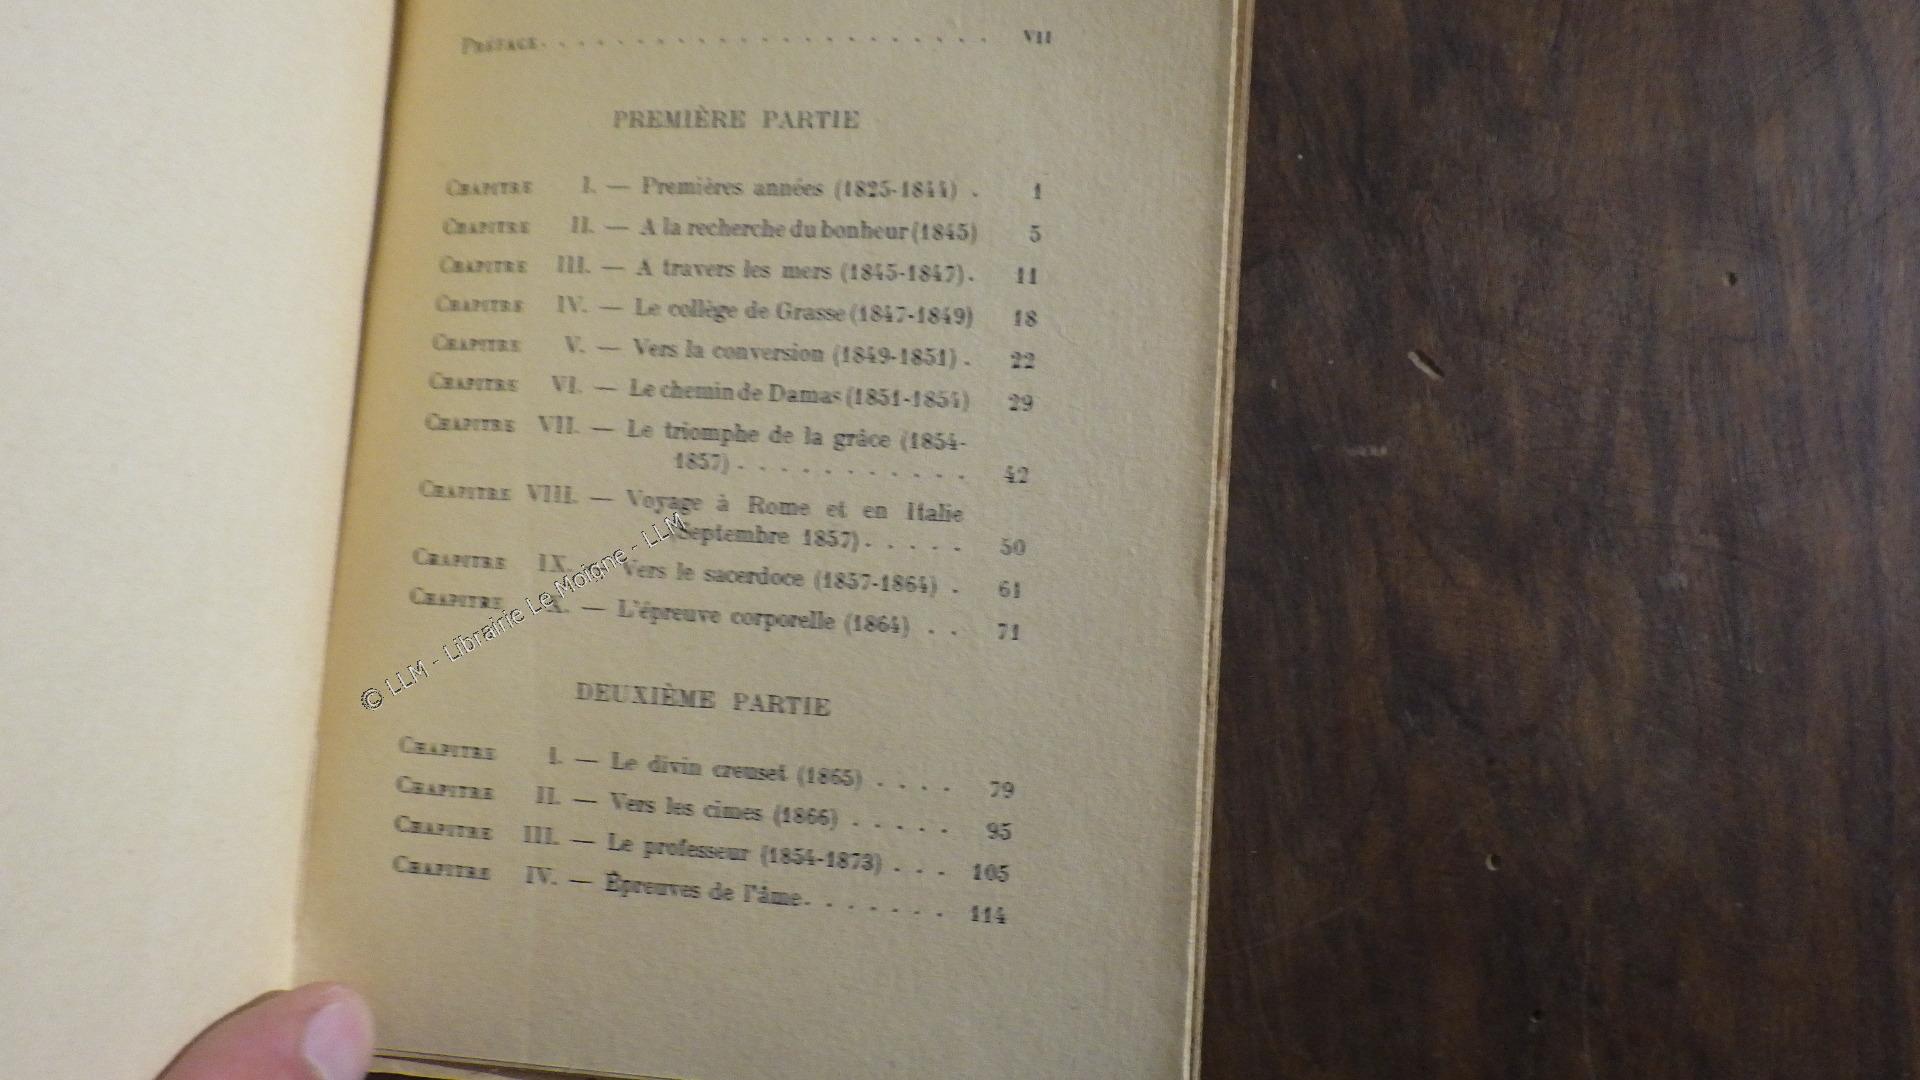 PRÉFACE. . . . . . . . . . . . . . . . . . . . . . . VII
PREMIÈRE PARTIE
CHAPITRE I. — Premières années (1825-1844) . 1
CHAPITRE II. — A la recherche du bonheur (1845) 5
CHAPITRE III. — A travers les mers (1845-1847). 11
CHAPITRE IV. — Le collège de Grasse (1847-1849) 18
CHAPITRE V. — Vers la conversion (1849-1851) . 22
CHAPITRE VI. — Le chemin de Damas (1851-1854) 29
CHAPITRE VII. — Le triomphe de la grâce (1854-
1857) . . . . . . . . . . . 42
CHAPITRE VIII. — Voyage à Rome et en Italie
(Septembre 1857) . . . . . 50
CHAPITRE IX. — Vers le sacerdoce (1857-1864) . 61
CHAPITRE X. — L'épreuve corporelle (1864) . . 71
DEUXIÈME PARTIE
CHAPITRE I. — Le divin creuset (1865) . . . . 79
CHAPITRE II. — Vers les cimes (1866) . . . . . 95
CHAPITRE III. — Le professeur (1854-1873) . . . 105
CHAPITRE IV. — Épreuves de l'âme. . . . . . . 114
© LLM - Librairie Le Moigne - LLM